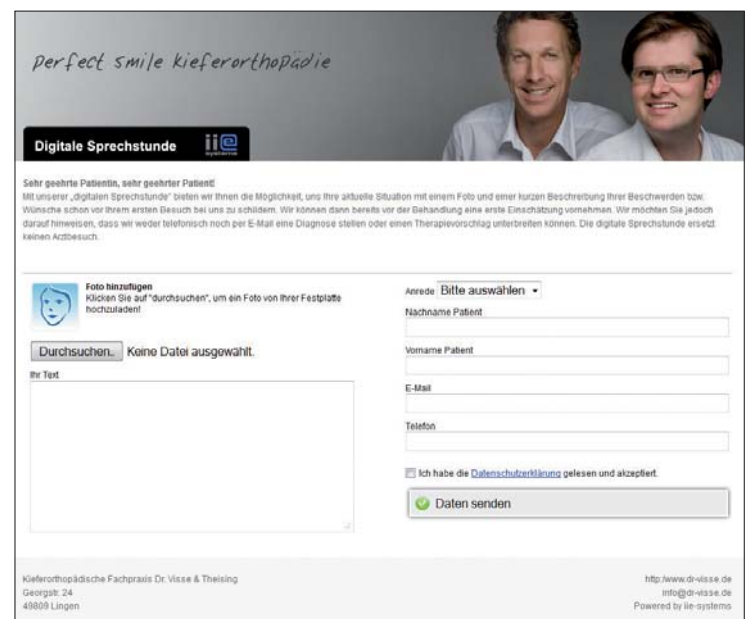 perfect smile kieferorthopädie
Digitale Sprechstunde iie systems
Sehr geehrte Patientin, sehr geehrter Patient!
Mit unserer „digitalen Sprechstunde“ bieten wir Ihnen die Möglichkeit, uns Ihre aktuelle Situation mit einem Foto und einer kurzen Beschreibung Ihrer Beschwerden bzw.
Wünsche schon vor Ihrem ersten Besuch bei uns zu schildern. Wir können dann bereits vor der Behandlung eine erste Einschätzung vornehmen. Wir möchten Sie jedoch
darauf hinweisen, dass wir weder telefonisch noch per E-Mail eine Diagnose stellen oder einen Therapievorschlag unterbreiten können. Die digitale Sprechstunde ersetzt
keinen Arztbesuch.
Foto hinzufügen
Klicken Sie auf "durchsuchen", um ein Foto von Ihrer Festplatte
hochzuladen!
Durchsuchen.. Keine Datei ausgewählt.
Ihr Text
Anrede Bitte auswählen
Nachname Patient
Vorname Patient
E-Mail
Telefon
Ich habe die Datenschutzerklärung gelesen und akzeptiert.
Daten senden
Kieferorthopädische Fachpraxis Dr. Visse & Theising
Georgstr. 24
49809 Lingen
http:/www.dr-visse.de
info@dr-visse.de
Powered by iie-systems